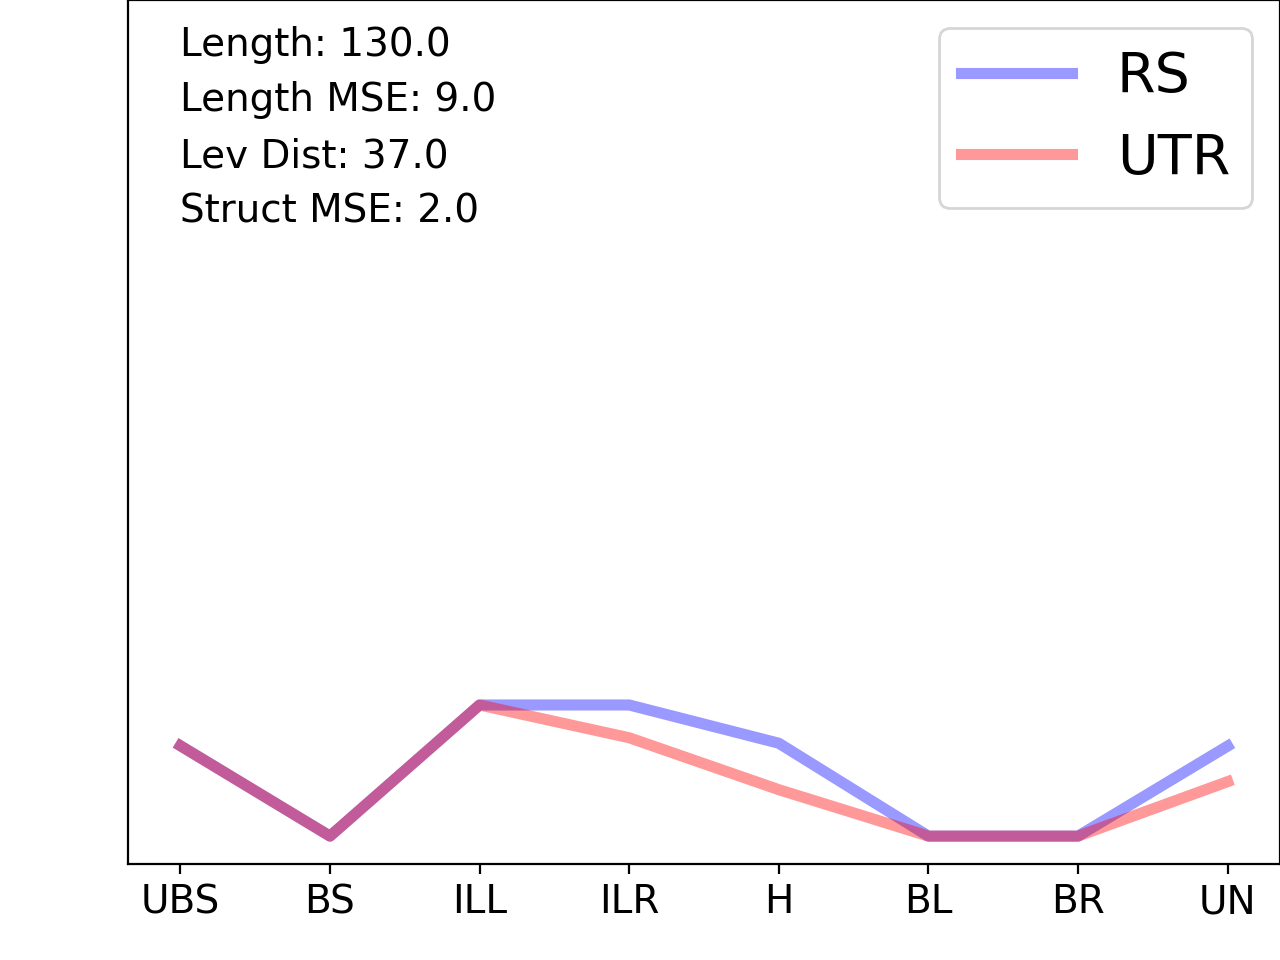 Length: 130.0
Length MSE: 9.0
Lev Dist: 37.0
Struct MSE: 2.0
RS
UTR
UBS BS ILL ILR H BL BR UN